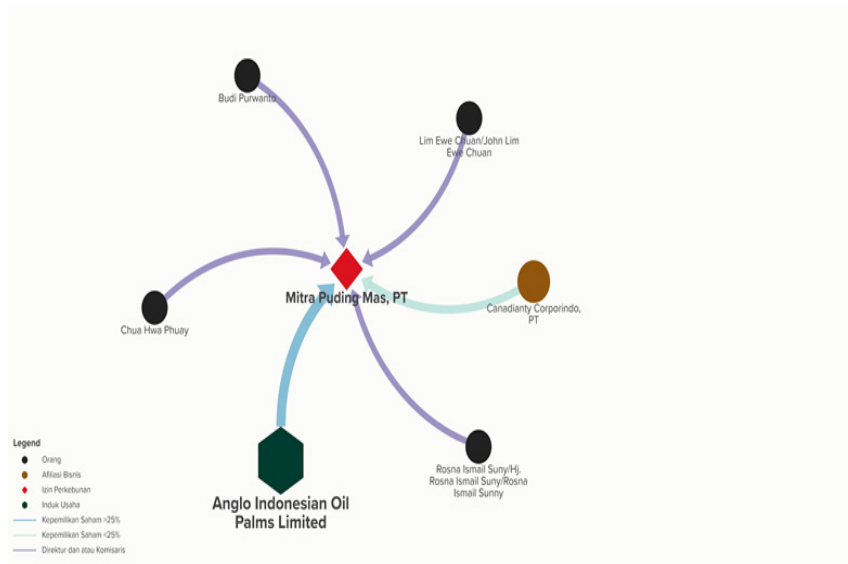 Budi Purwanto
Lim Ewe Chuan/John Lim
Ewe Chuan
Mitra Puding Mas, PT
Canadianty Corporindo,
PT
Chua Hwa Phuay
Rosna Ismail Suny/Hj.
Rosna Ismail Suny/Rosna
Ismail Sunny
Anglo Indonesian Oil
Palms Limited
Legend
Orang
Afiliasi Bisnis
Izin Perkebunan
Induk Usaha
Kepemilikan Saham >25%
Kepemilikan Saham <25%
Direktur dan atau Komisaris